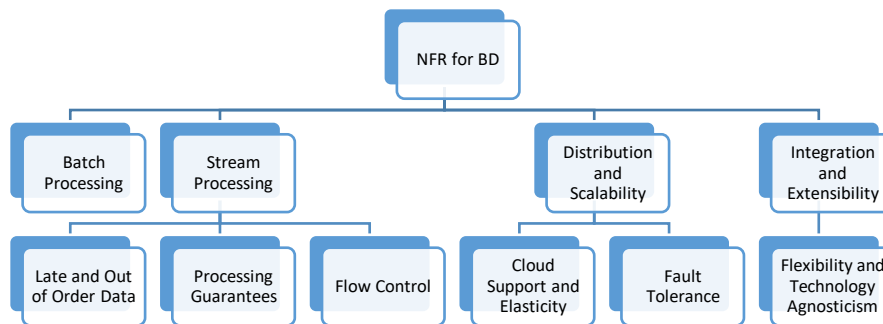 NFR for BD
Batch
Processing
Stream
Processing
Distribution
and
Scalability
Integration
and
Extensibility
Late and Out
of Order Data
Processing
Guarantees
Flow Control
Cloud
Support and
Elasticity
Fault
Tolerance
Flexibility and
Technology
Agnosticism